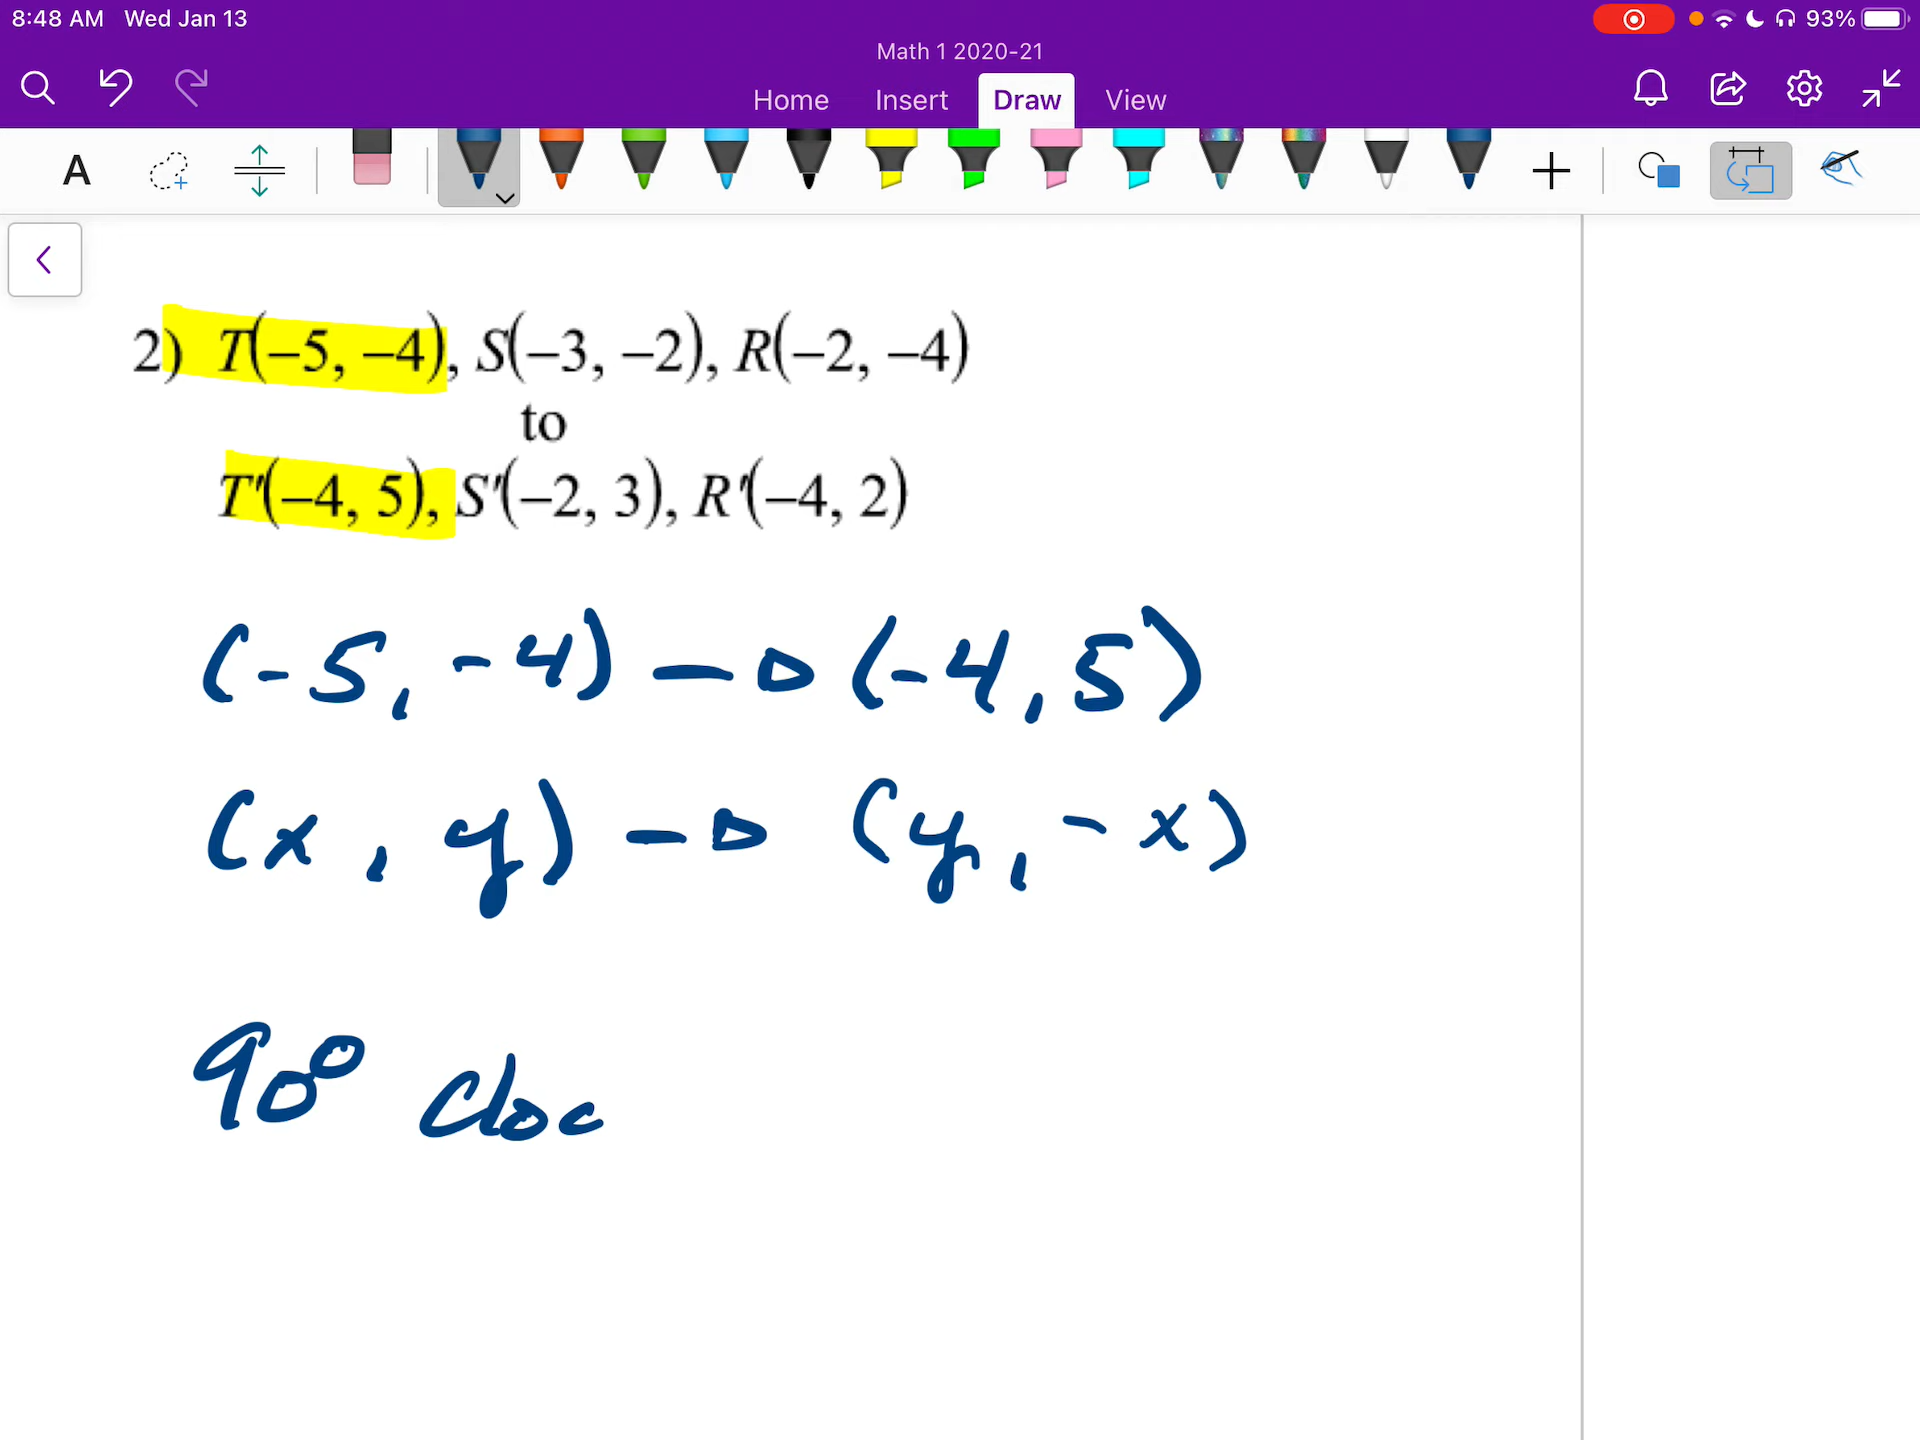 8:48 AM Wed Jan 13 93%
Math 1 2020-21
Home Insert Draw View
A
2) T(−5, −4), S(−3, −2), R(−2, −4)
to
T'(−4, 5), S'(−2, 3), R'(−4, 2)
(-5, -4) → (-4, 5)
(x, y) → (y, -x)
90° cloc